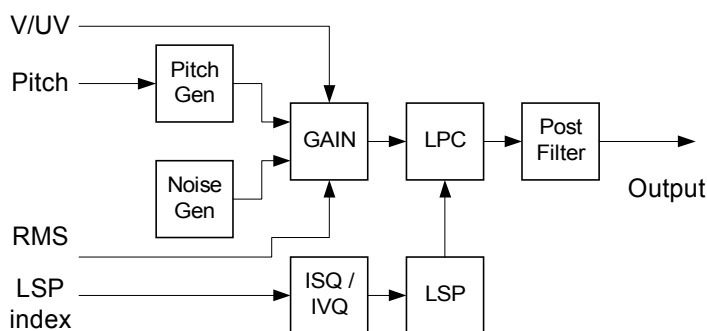 V/UV
Pitch
Pitch
Gen
GAIN
LPC
Post
Filter
Noise
Gen
Output
RMS
LSP
index
ISQ /
IVQ
LSP